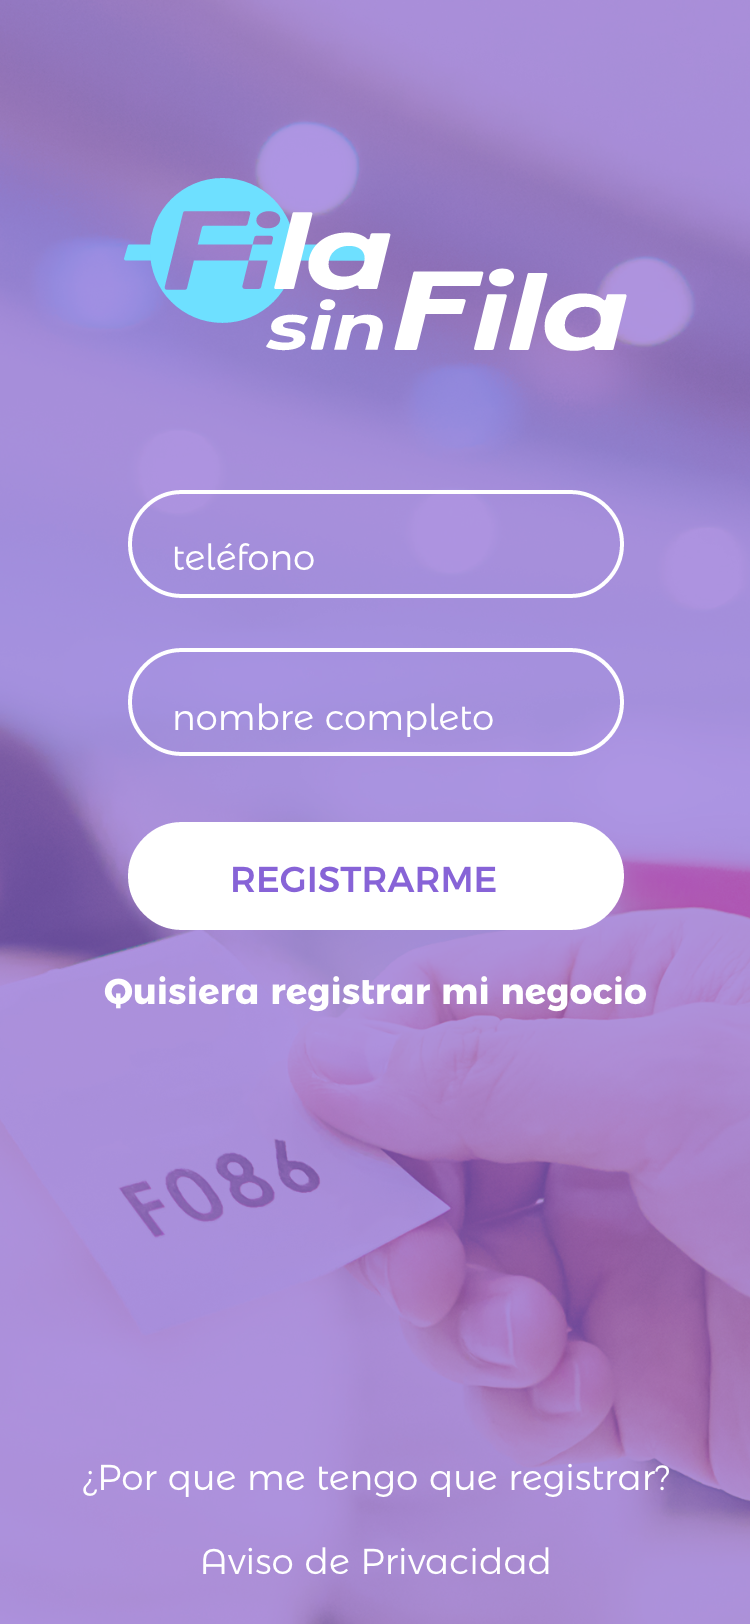 Fila
sin Fila
teléfono
nombre completo
REGISTRARME
Quisiera registrar mi negocio
F086
¿Por que me tengo que registrar?
Aviso de Privacidad